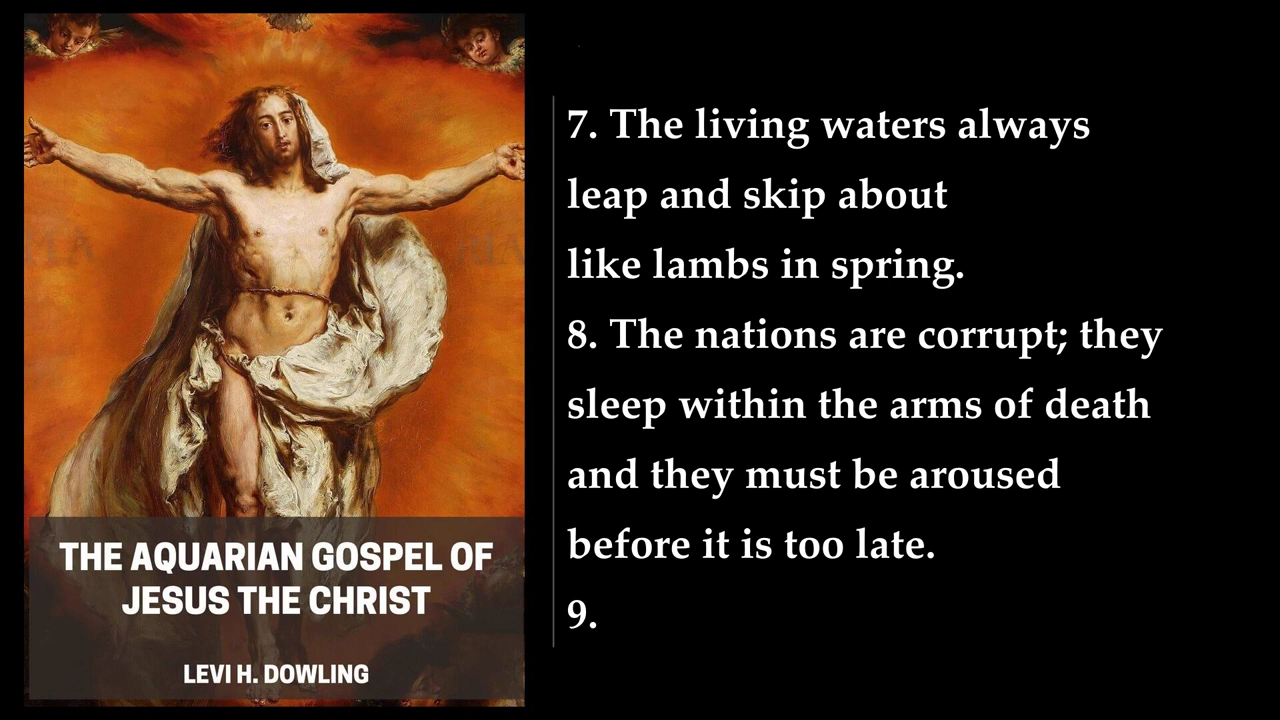 THE AQUARIAN GOSPEL OF
JESUS THE CHRIST
LEVI H. DOWLING
7. The living waters always
leap and skip about
like lambs in spring.
8. The nations are corrupt; they
sleep within the arms of death
and they must be aroused
before it is too late.
9.